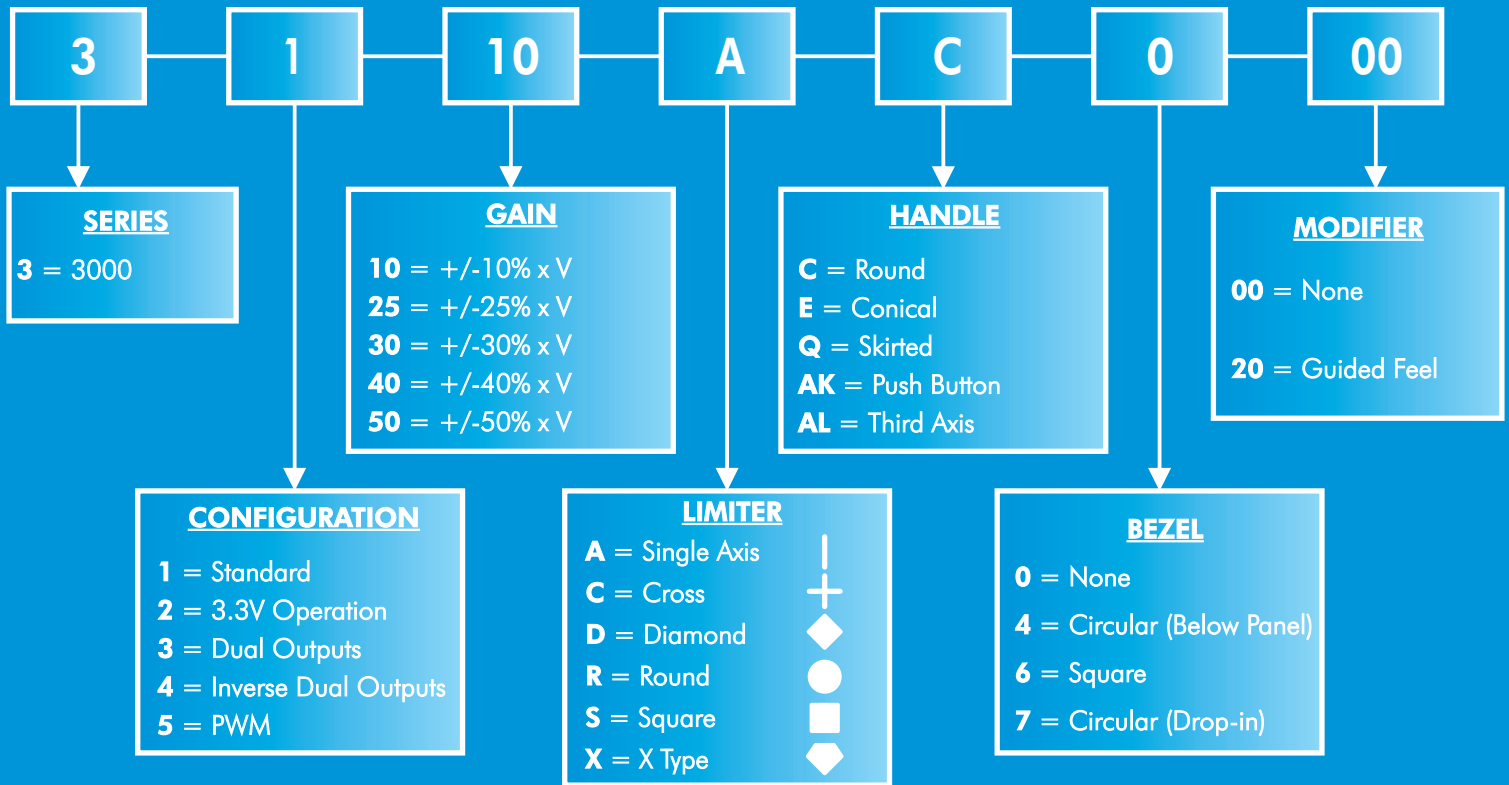 3 1 10 A C 0 00
SERIES
3 = 3000
GAIN
10 = +/-10% x V
25 = +/-25% x V
30 = +/-30% x V
40 = +/-40% x V
50 = +/-50% x V
HANDLE
C = Round
E = Conical
Q = Skirted
AK = Push Button
AL = Third Axis
MODIFIER
00 = None
20 = Guided Feel
CONFIGURATION
1 = Standard
2 = 3.3V Operation
3 = Dual Outputs
4 = Inverse Dual Outputs
5 = PWM
LIMITER
A = Single Axis
C = Cross
D = Diamond
R = Round
S = Square
X = X Type
BEZEL
0 = None
4 = Circular (Below Panel)
6 = Square
7 = Circular (Drop-in)